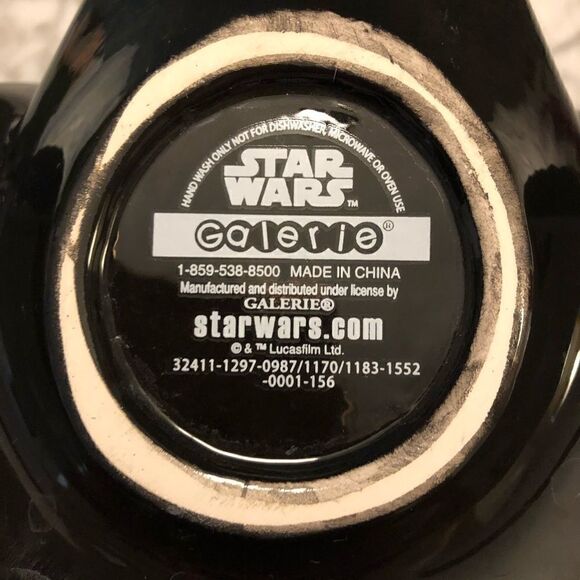 HAND WASH ONLY NOT FOR DISHWASHER, MICROWAVE OR OVEN USE
STAR
WARS™
Galerie®
1-859-538-8500 MADE IN CHINA
Manufactured and distributed under license by
GALERIE®
starwars.com
© & ™ Lucasfilm Ltd.
32411-1297-0987/1170/1183-1552
-0001-156